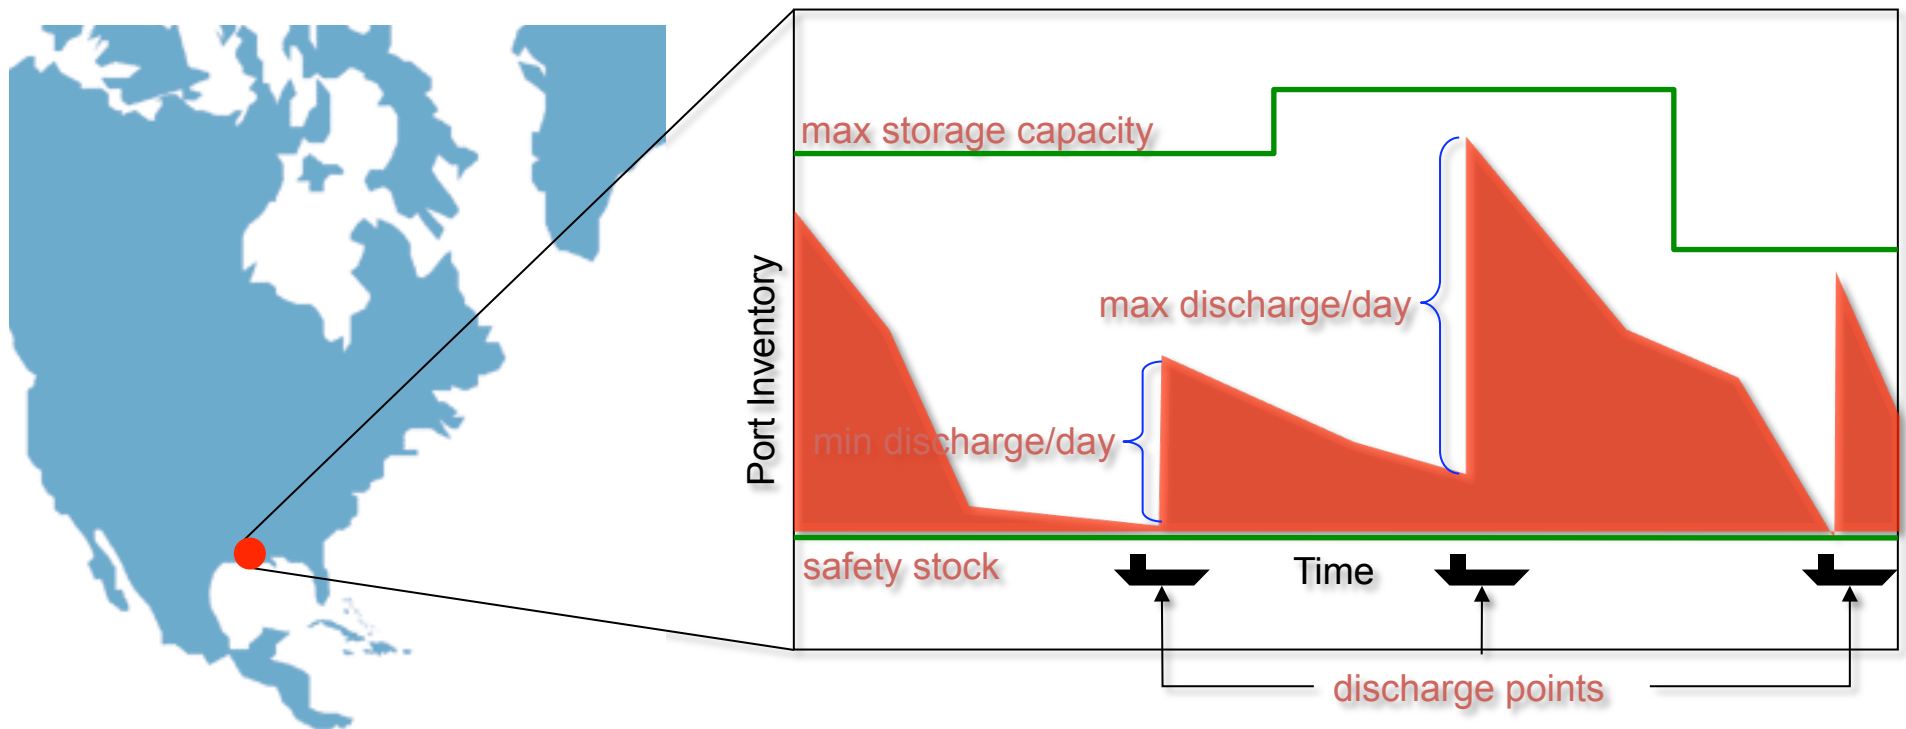 max storage capacity
max discharge/day
Port Inventory
min discharge/day
safety stock
Time
discharge points